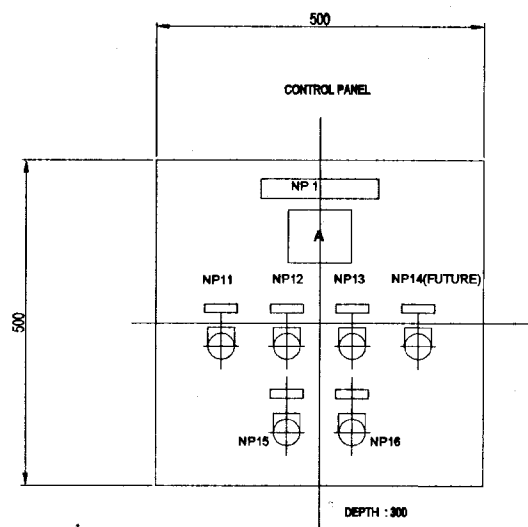 500
CONTROL PANEL
NP 1
A
NP11 NP12 NP13 NP14(FUTURE)
500
NP15 NP16
DEPTH : 300